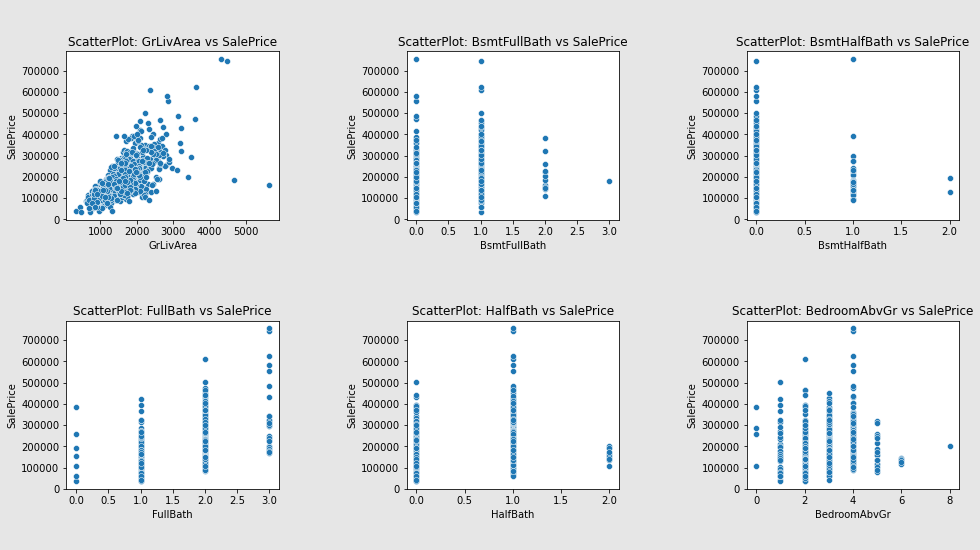 ScatterPlot: GrLivArea vs SalePrice
SalePrice
700000
600000
500000
400000
300000
200000
100000
0
1000 2000 3000 4000 5000
GrLivArea
ScatterPlot: BsmtFullBath vs SalePrice
SalePrice
700000
600000
500000
400000
300000
200000
100000
0
0.0 0.5 1.0 1.5 2.0 2.5 3.0
BsmtFullBath
ScatterPlot: BsmtHalfBath vs SalePrice
SalePrice
700000
600000
500000
400000
300000
200000
100000
0
0.0 0.5 1.0 1.5 2.0
BsmtHalfBath
ScatterPlot: FullBath vs SalePrice
SalePrice
700000
600000
500000
400000
300000
200000
100000
0
0.0 0.5 1.0 1.5 2.0 2.5 3.0
FullBath
ScatterPlot: HalfBath vs SalePrice
SalePrice
700000
600000
500000
400000
300000
200000
100000
0
0.0 0.5 1.0 1.5 2.0
HalfBath
ScatterPlot: BedroomAbvGr vs SalePrice
SalePrice
700000
600000
500000
400000
300000
200000
100000
0
0 2 4 6 8
BedroomAbvGr